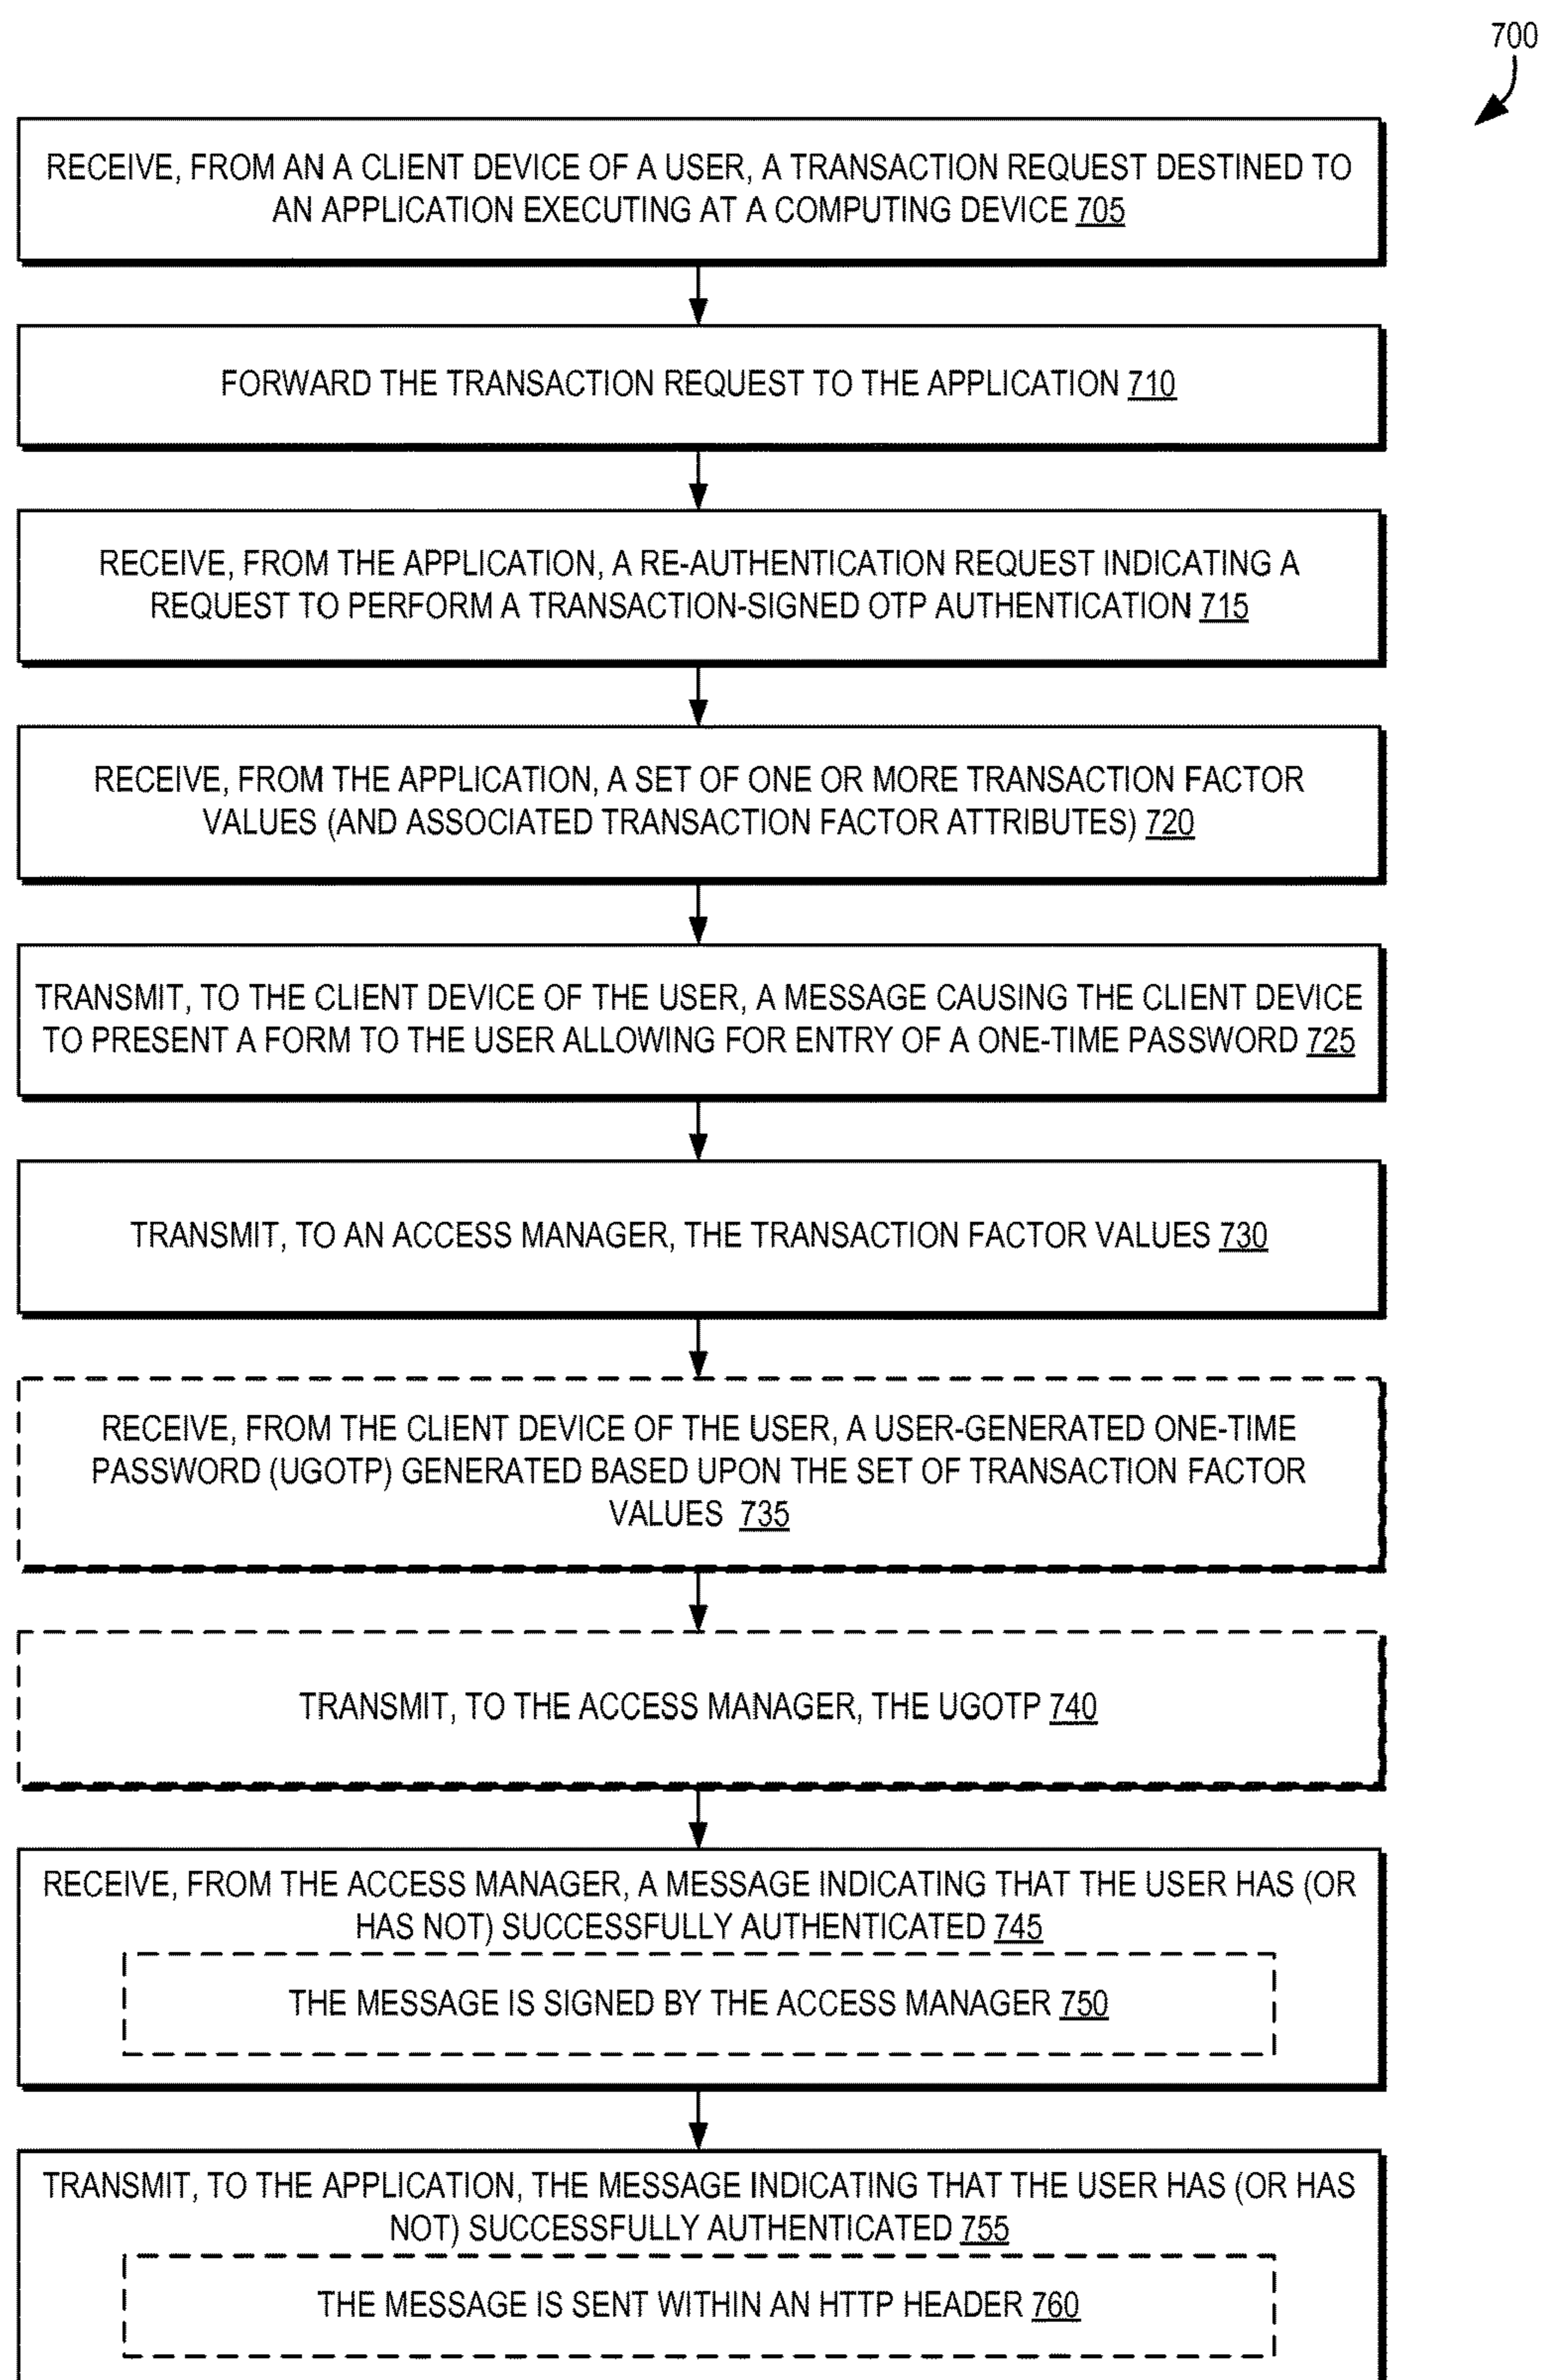 700
RECEIVE, FROM AN A CLIENT DEVICE OF A USER, A TRANSACTION REQUEST DESTINED TO
AN APPLICATION EXECUTING AT A COMPUTING DEVICE 705
FORWARD THE TRANSACTION REQUEST TO THE APPLICATION 710
RECEIVE, FROM THE APPLICATION, A RE-AUTHENTICATION REQUEST INDICATING A
REQUEST TO PERFORM A TRANSACTION-SIGNED OTP AUTHENTICATION 715
RECEIVE, FROM THE APPLICATION, A SET OF ONE OR MORE TRANSACTION FACTOR
VALUES (AND ASSOCIATED TRANSACTION FACTOR ATTRIBUTES) 720
TRANSMIT, TO THE CLIENT DEVICE OF THE USER, A MESSAGE CAUSING THE CLIENT DEVICE
TO PRESENT A FORM TO THE USER ALLOWING FOR ENTRY OF A ONE-TIME PASSWORD 725
TRANSMIT, TO AN ACCESS MANAGER, THE TRANSACTION FACTOR VALUES 730
RECEIVE, FROM THE CLIENT DEVICE OF THE USER, A USER-GENERATED ONE-TIME
PASSWORD (UGOTP) GENERATED BASED UPON THE SET OF TRANSACTION FACTOR
VALUES 735
TRANSMIT, TO THE ACCESS MANAGER, THE UGOTP 740
RECEIVE, FROM THE ACCESS MANAGER, A MESSAGE INDICATING THAT THE USER HAS (OR
HAS NOT) SUCCESSFULLY AUTHENTICATED 745
THE MESSAGE IS SIGNED BY THE ACCESS MANAGER 750
TRANSMIT, TO THE APPLICATION, THE MESSAGE INDICATING THAT THE USER HAS (OR HAS
NOT) SUCCESSFULLY AUTHENTICATED 755
THE MESSAGE IS SENT WITHIN AN HTTP HEADER 760